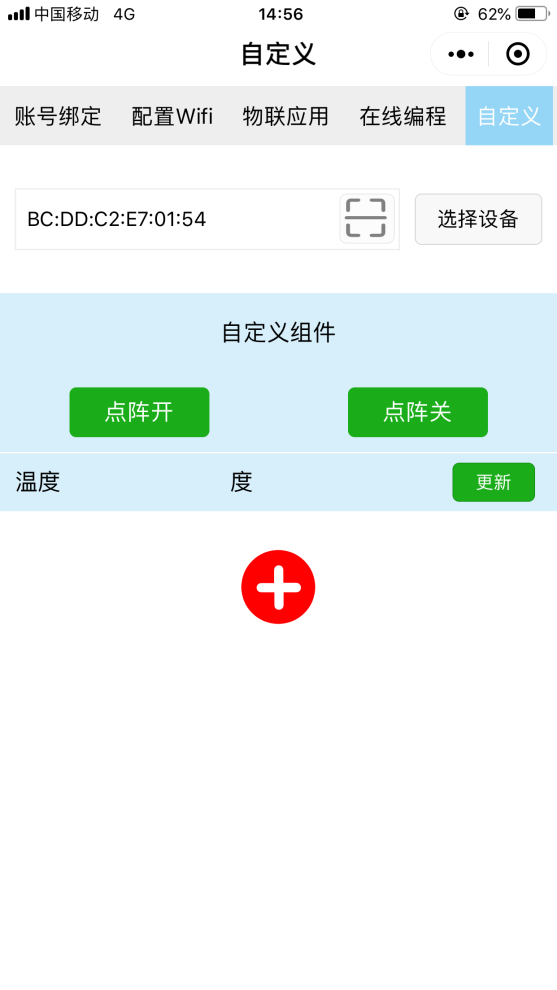 中国移动 4G 14:56 62%
自定义
账号绑定 配置Wifi 物联应用 在线编程 自定义
BC:DD:C2:E7:01:54 选择设备
自定义组件
点阵开 点阵关
温度 度 更新